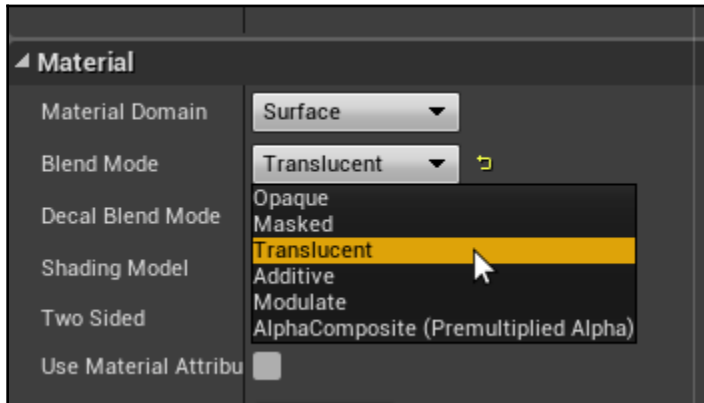 Material
Material Domain Surface
Blend Mode Translucent
Opaque
Decal Blend Mode Masked
Translucent
Shading Model Additive
Modulate
Two Sided AlphaComposite (Premultiplied Alpha)
Use Material Attribu